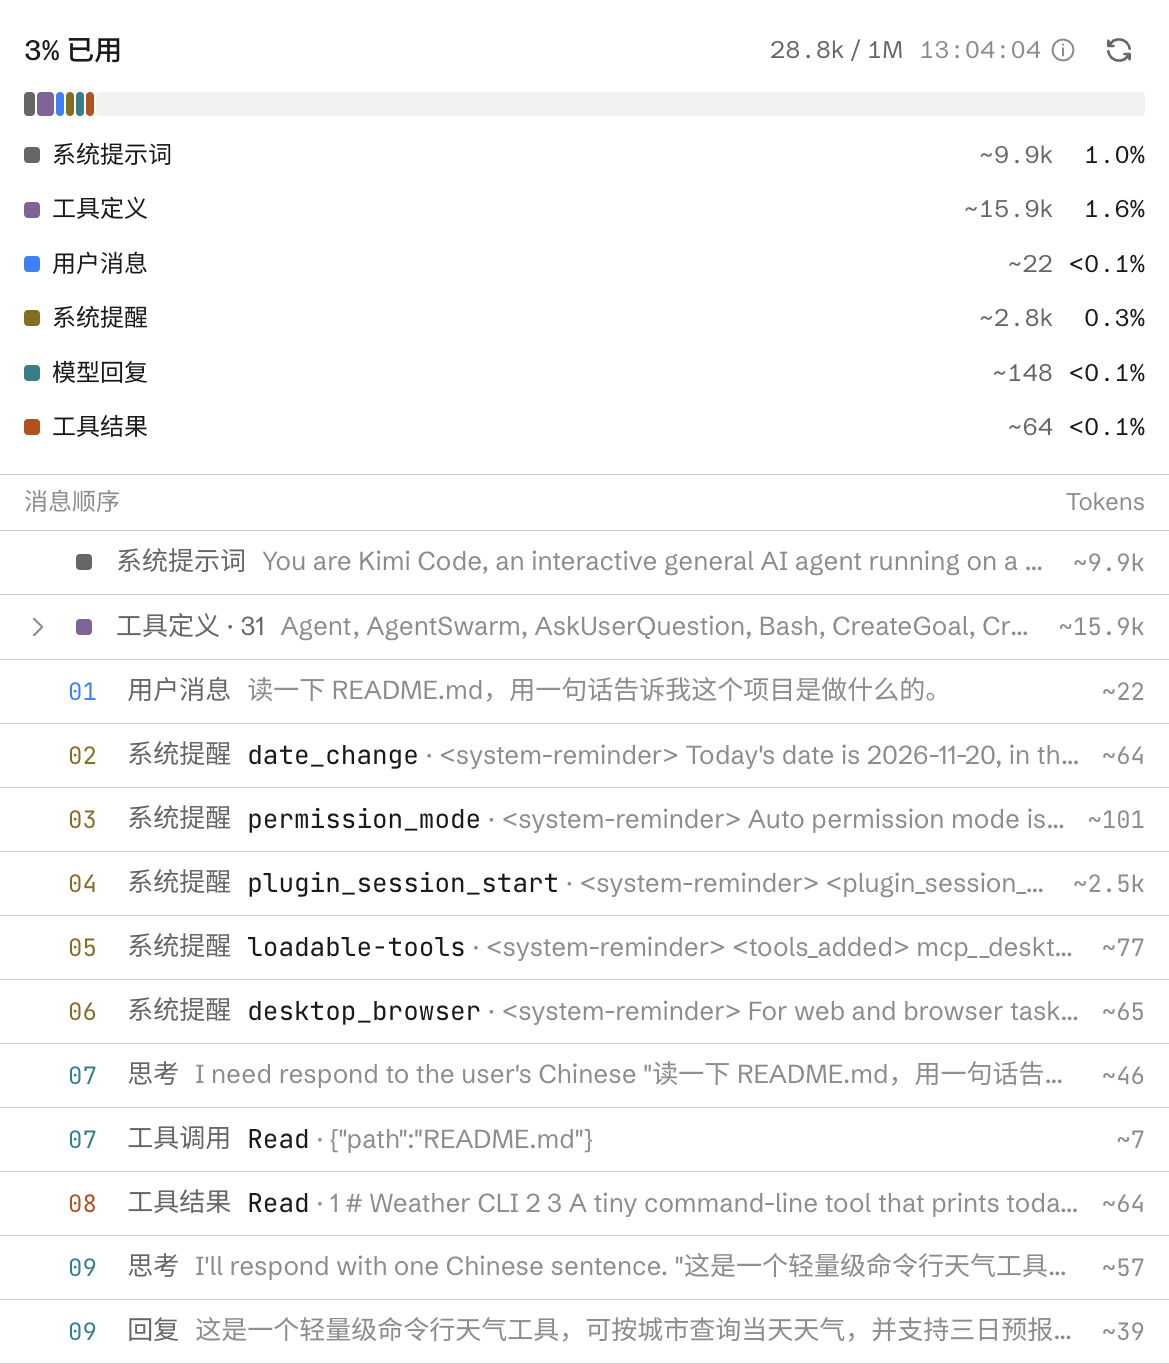 3% 已用 28.8k / 1M 13:04:04
系统提示词 ~9.9k 1.0%
工具定义 ~15.9k 1.6%
用户消息 ~22 <0.1%
系统提醒 ~2.8k 0.3%
模型回复 ~148 <0.1%
工具结果 ~64 <0.1%
消息顺序 Tokens
系统提示词 You are Kimi Code, an interactive general AI agent running on a ... ~9.9k
工具定义 · 31 Agent, AgentSwarm, AskUserQuestion, Bash, CreateGoal, Cr... ~15.9k
01 用户消息 读一下 README.md，用一句话告诉我这个项目是做什么的。 ~22
02 系统提醒 date_change · <system-reminder> Today's date is 2026-11-20, in th... ~64
03 系统提醒 permission_mode · <system-reminder> Auto permission mode is... ~101
04 系统提醒 plugin_session_start · <system-reminder> <plugin_session_... ~2.5k
05 系统提醒 loadable-tools · <system-reminder> <tools_added> mcp__deskt... ~77
06 系统提醒 desktop_browser · <system-reminder> For web and browser task... ~65
07 思考 I need respond to the user's Chinese "读一下 README.md，用一句话告... ~46
07 工具调用 Read · {"path":"README.md"} ~7
08 工具结果 Read · 1 # Weather CLI 2 3 A tiny command-line tool that prints toda... ~64
09 思考 I'll respond with one Chinese sentence. "这是一个轻量级命令行天气工具... ~57
09 回复 这是一个轻量级命令行天气工具，可按城市查询当天天气，并支持三日预报... ~39